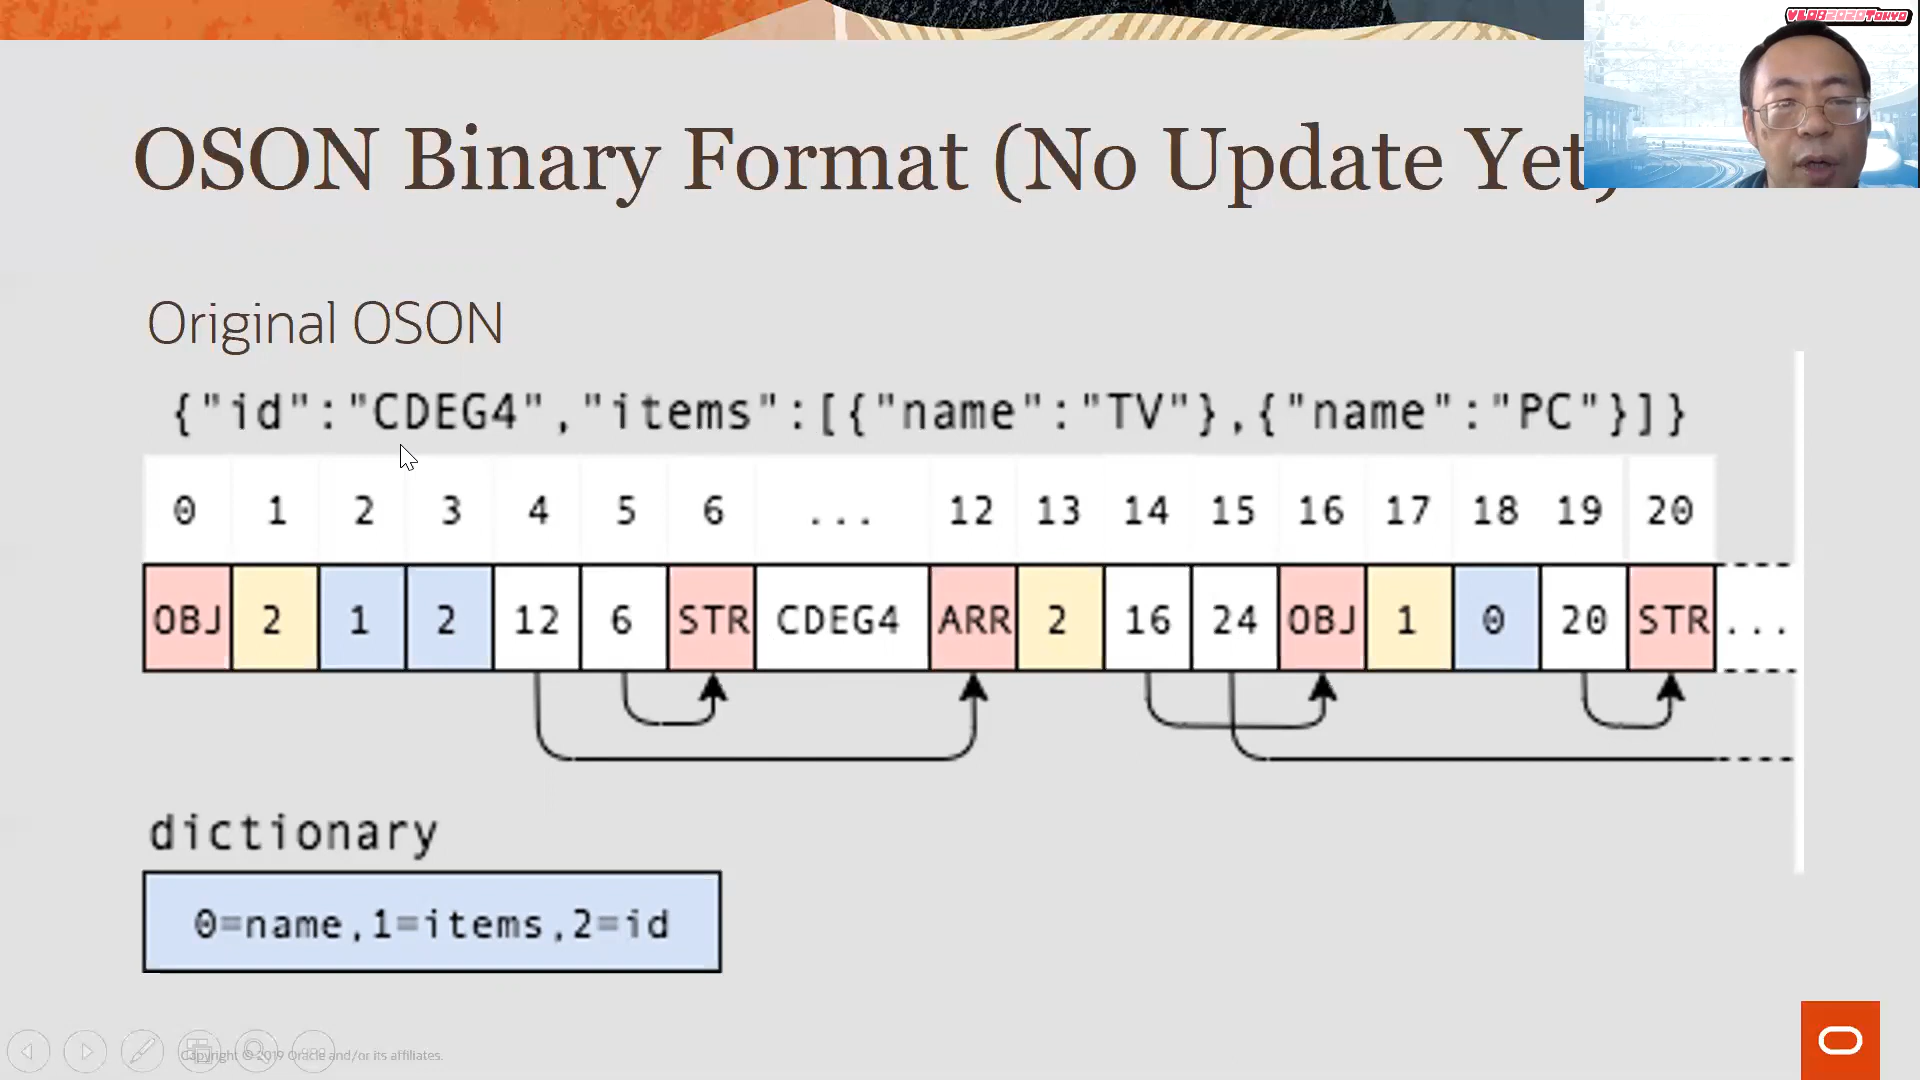 VLDB2020Tokyo
OSON Binary Format (No Update Yet)
Original OSON
{"id":"CDEG4","items":[{"name":"TV"},{"name":"PC"}]}
0 1 2 3 4 5 6 ... 12 13 14 15 16 17 18 19 20
OBJ 2 1 2 12 6 STR CDEG4 ARR 2 16 24 OBJ 1 0 20 STR ...
dictionary
0=name,1=items,2=id
Copyright © 2019 Oracle and/or its affiliates.